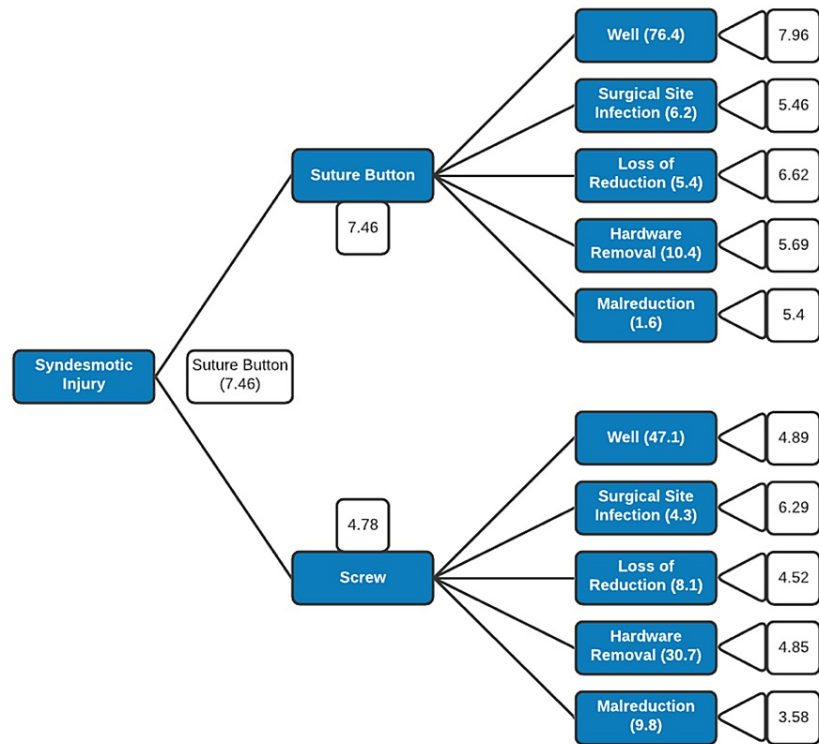 Well (76.4)
7.96
Surgical Site
Infection (6.2)
5.46
Suture Button
7.46
Loss of
Reduction (5.4)
6.62
Hardware
Removal (10.4)
5.69
Malreduction
(1.6)
5.4
Syndesmotic
Injury
Suture Button
(7.46)
Well (47.1)
4.89
Surgical Site
Infection (4.3)
6.29
4.78
Screw
Loss of
Reduction (8.1)
4.52
Hardware
Removal (30.7)
4.85
Malreduction
(9.8)
3.58